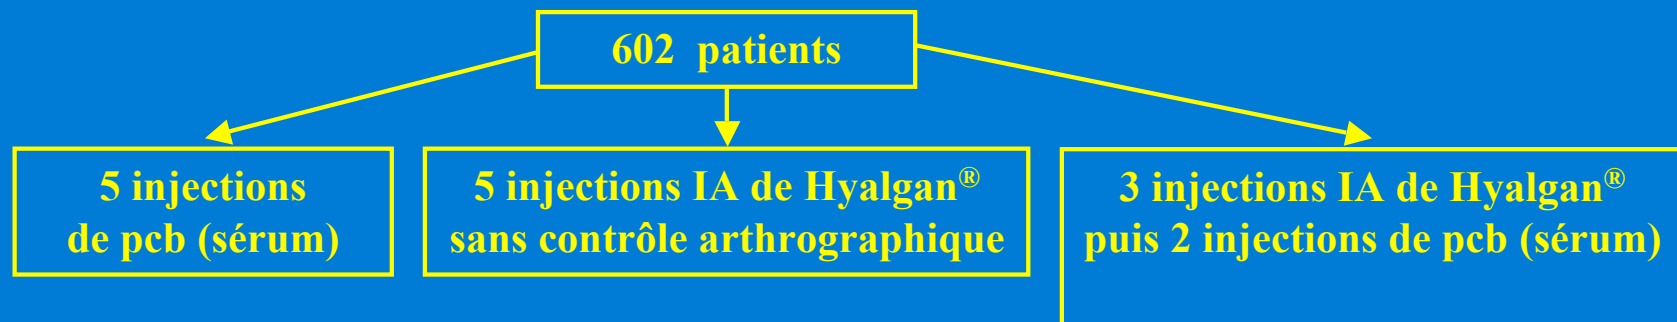 602 patients
5 injections
de pcb (sérum)
5 injections IA de Hyalgan®
sans contrôle arthrographique
3 injections IA de Hyalgan®
puis 2 injections de pcb (sérum)